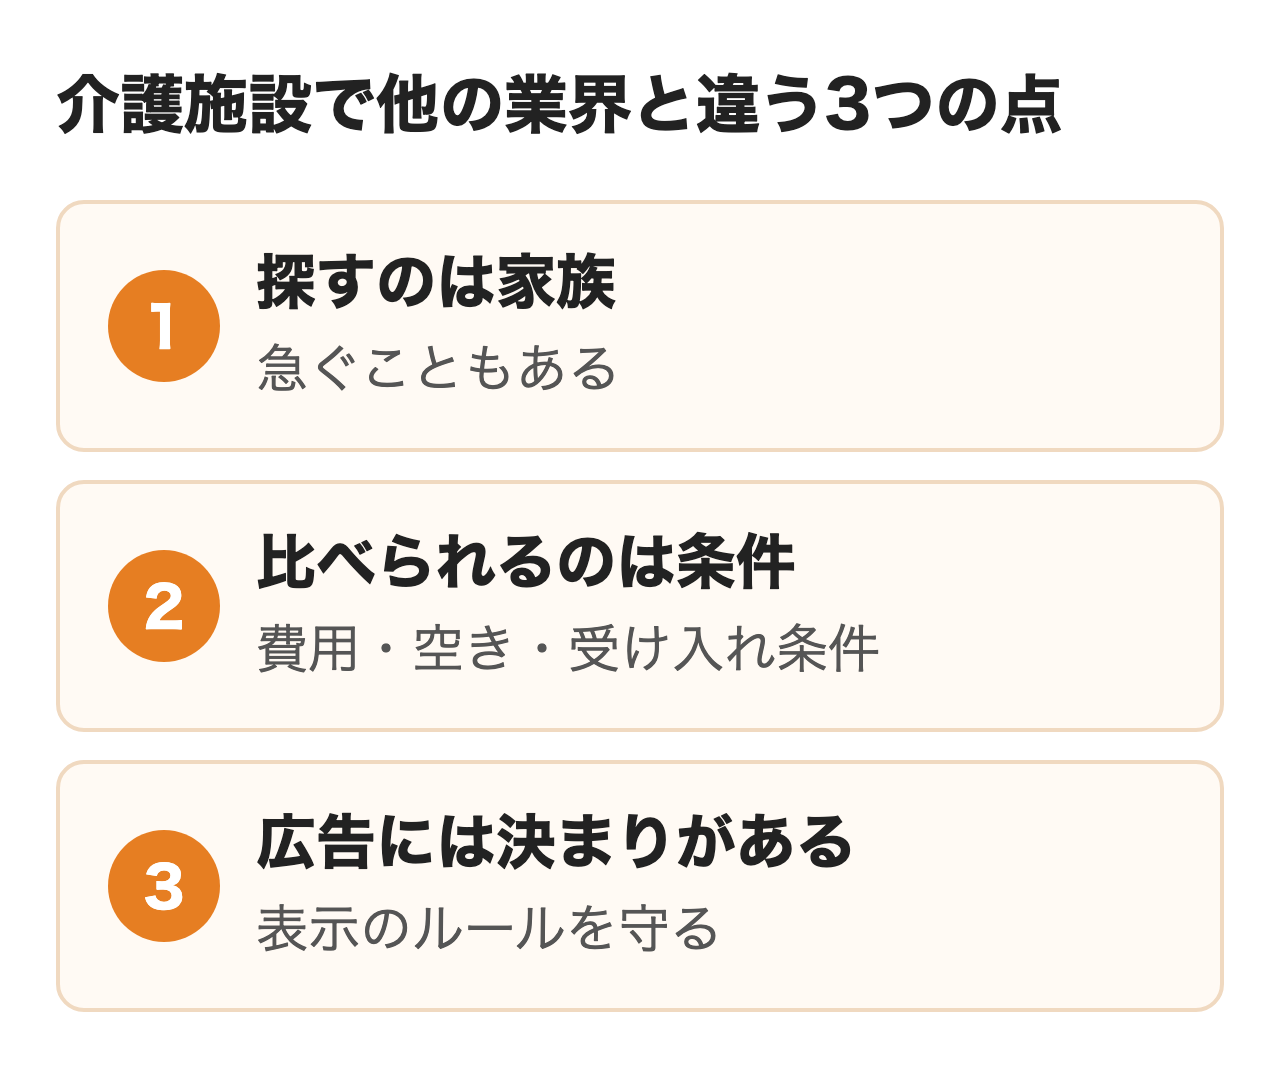 介護施設で他の業界と違う3つの点
1
探すのは家族
急ぐこともある
2
比べられるのは条件
費用・空き・受け入れ条件
3
広告には決まりがある
表示のルールを守る